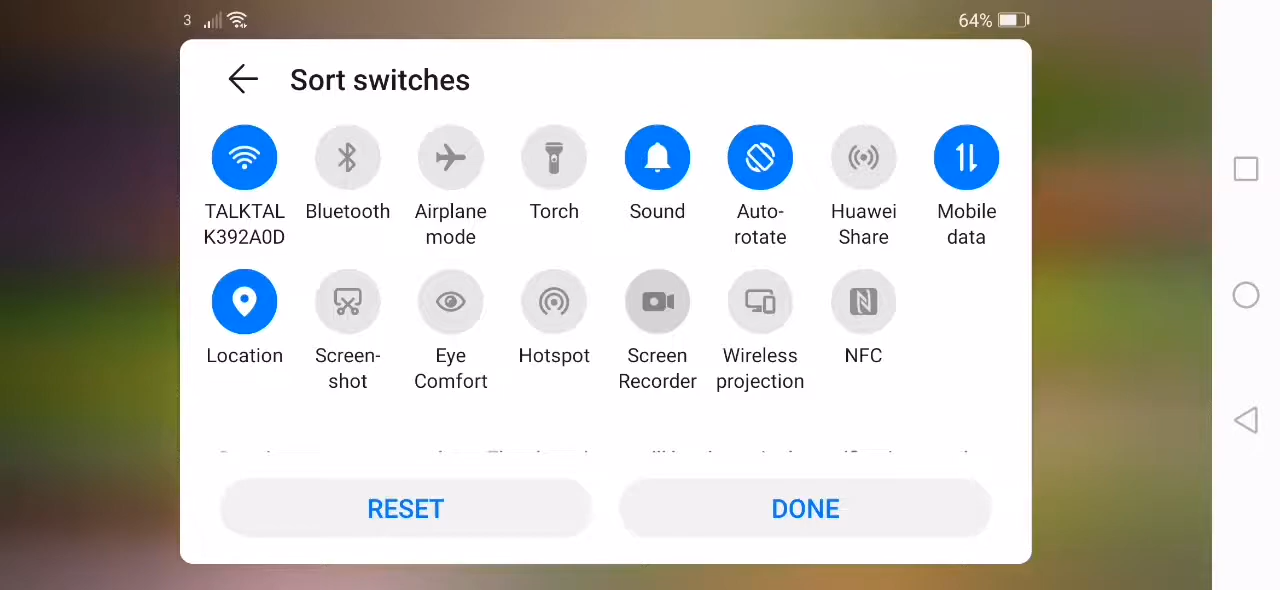 3
64%
Sort switches
TALKTAL
K392A0D
Bluetooth
Airplane
mode
Torch
Sound
Auto-
rotate
Huawei
Share
Mobile
data
Location
Screen-
shot
Eye
Comfort
Hotspot
Screen
Recorder
Wireless
projection
NFC
RESET
DONE